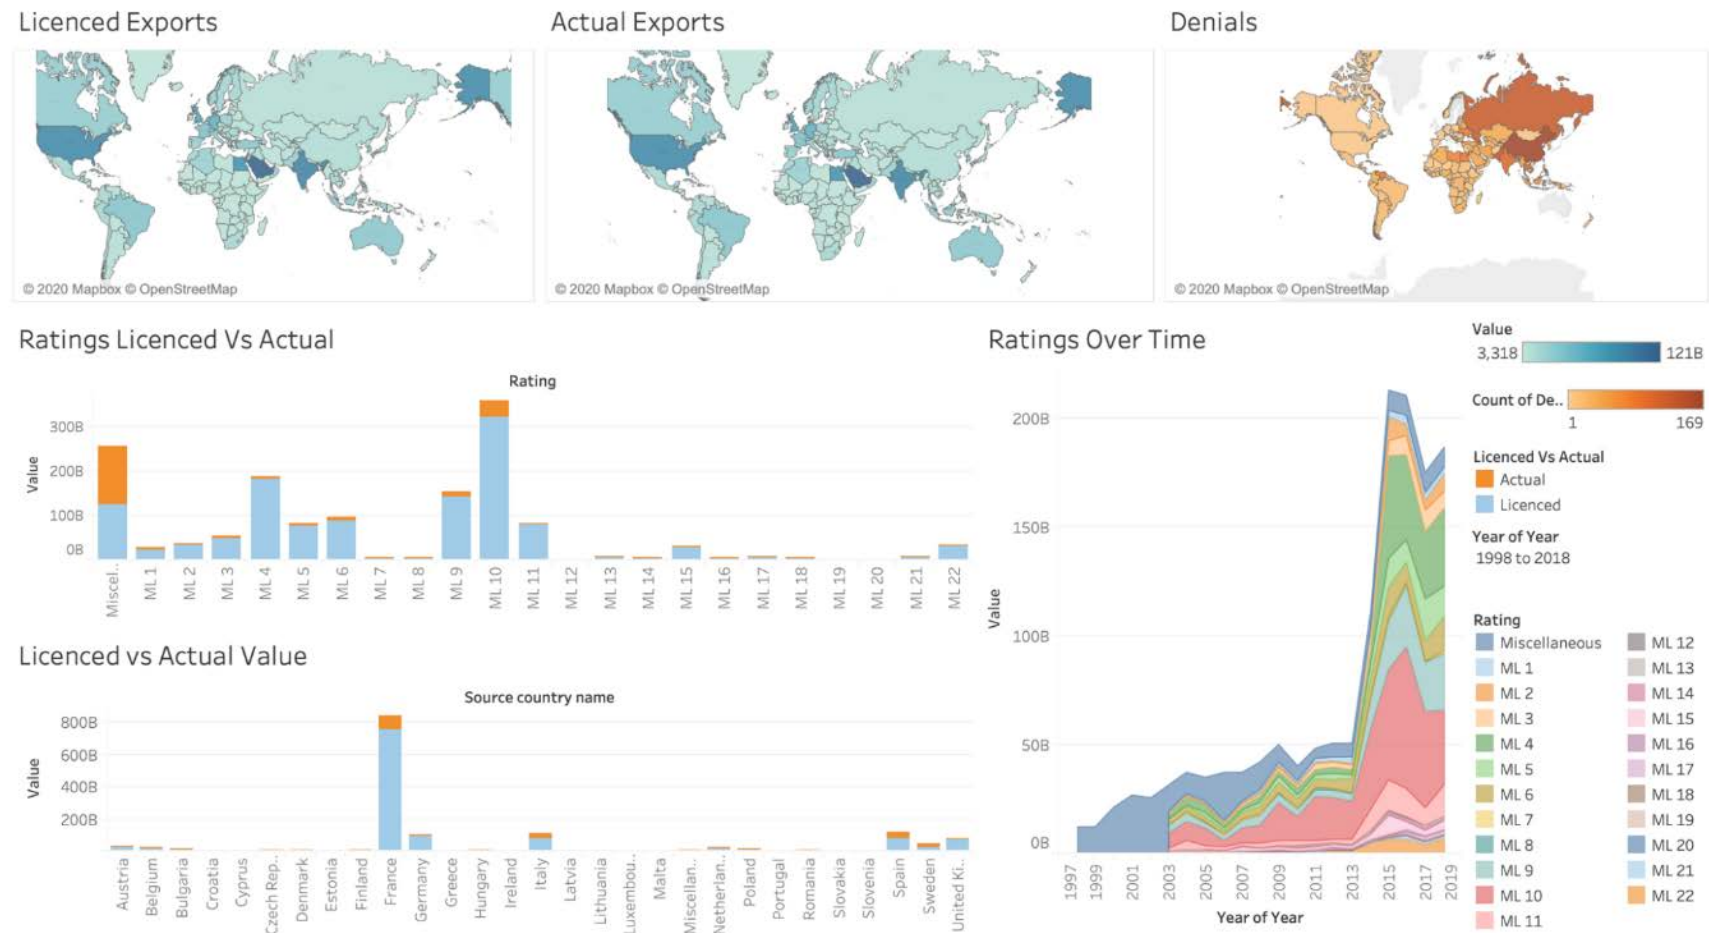 Licenced Exports
Actual Exports
Denials
© 2020 Mapbox © OpenStreetMap
© 2020 Mapbox © OpenStreetMap
© 2020 Mapbox © OpenStreetMap
Ratings Licenced Vs Actual
Rating
Value
300B
200B
100B
0B
Miscel..
ML 1
ML 2
ML 3
ML 4
ML 5
ML 6
ML 7
ML 8
ML 9
ML 10
ML 11
ML 12
ML 13
ML 14
ML 15
ML 16
ML 17
ML 18
ML 19
ML 20
ML 21
ML 22
Licenced vs Actual Value
Source country name
Value
800B
600B
400B
200B
Austria
Belgium
Bulgaria
Croatia
Cyprus
Czech Rep..
Denmark
Estonia
Finland
France
Germany
Greece
Hungary
Ireland
Italy
Latvia
Lithuania
Luxembou..
Malta
Miscellan..
Netherlan..
Poland
Portugal
Romania
Slovakia
Slovenia
Spain
Sweden
United Ki..
Ratings Over Time
Value
200B
150B
100B
50B
0B
1997
1999
2001
2003
2005
2007
2009
2011
2013
2015
2017
2019
Year of Year
Value
3,318
121B
Count of De..
1
169
Licenced Vs Actual
Actual
Licenced
Year of Year
1998 to 2018
Rating
Miscellaneous
ML 1
ML 2
ML 3
ML 4
ML 5
ML 6
ML 7
ML 8
ML 9
ML 10
ML 11
ML 12
ML 13
ML 14
ML 15
ML 16
ML 17
ML 18
ML 19
ML 20
ML 21
ML 22